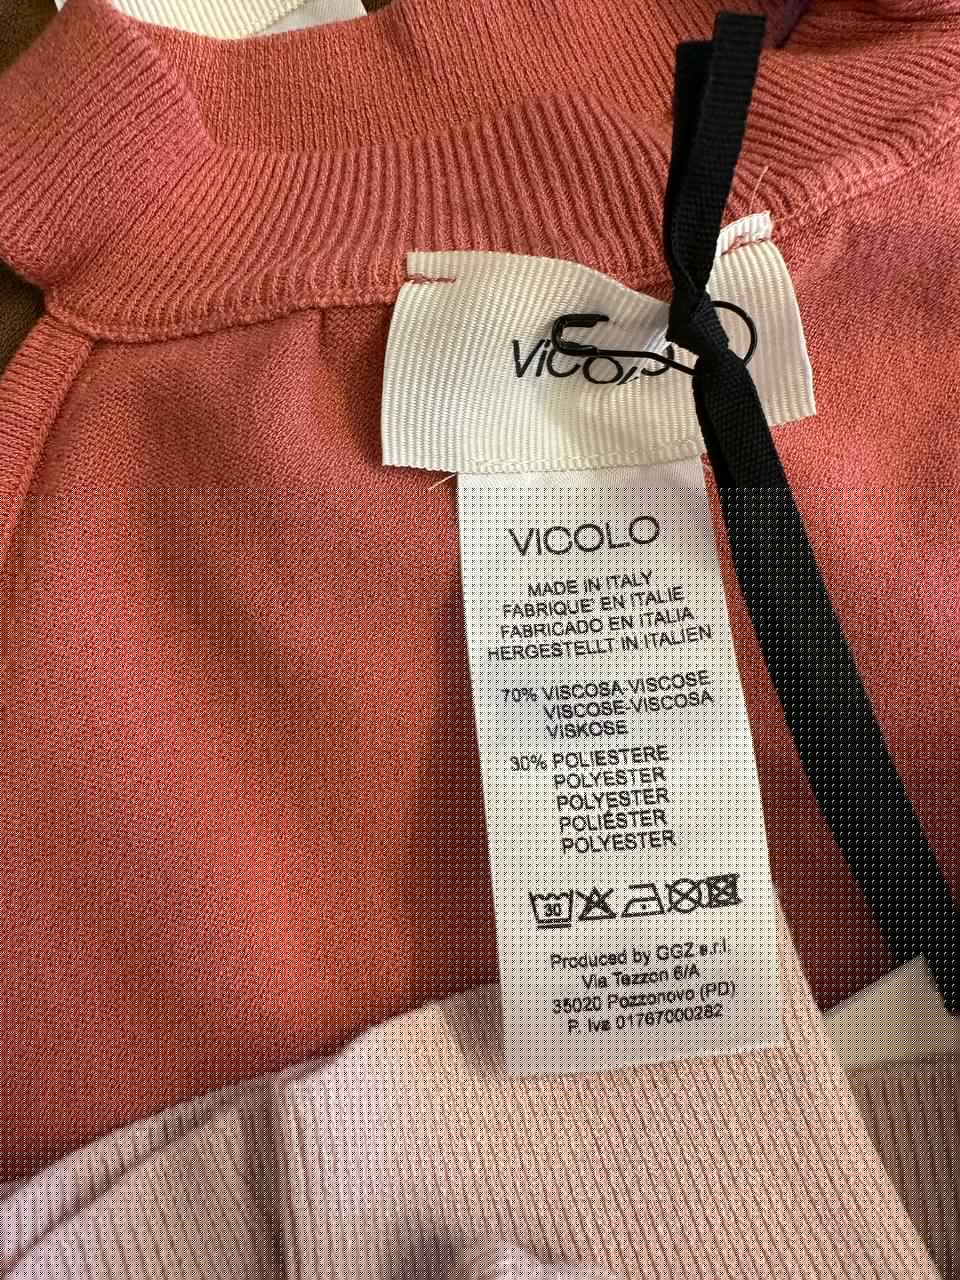 VICOLO
VICOLO
MADE IN ITALY
FABRIQUE' EN ITALIE
FABRICADO EN ITALIA
HERGESTELLT IN ITALIEN
70% VISCOSA-VISCOSE
VISCOSE-VISCOSA
VISKOSE
30% POLIESTERE
POLYESTER
POLYESTER
POLIÉSTER
POLYESTER
30
Produced by GGZ s.r.l.
Via Tezzon 6/A
35020 Pozzonovo (PD)
P. Iva 01767000282